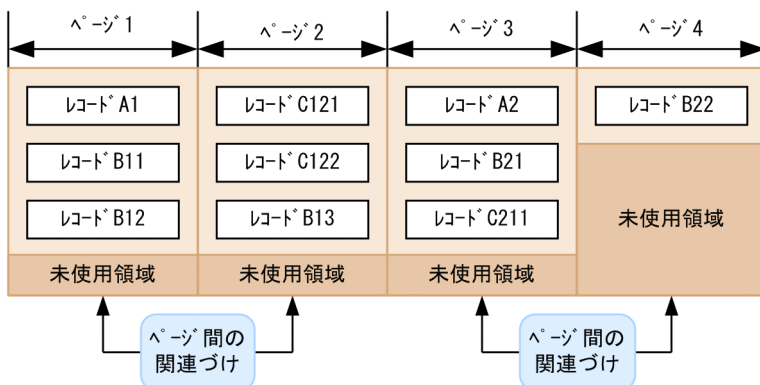 ﾍﾟｰｼﾞ1
ﾍﾟｰｼﾞ2
ﾍﾟｰｼﾞ3
ﾍﾟｰｼﾞ4
ﾚｺｰﾄﾞA1
ﾚｺｰﾄﾞC121
ﾚｺｰﾄﾞA2
ﾚｺｰﾄﾞB22
ﾚｺｰﾄﾞB11
ﾚｺｰﾄﾞC122
ﾚｺｰﾄﾞB21
ﾚｺｰﾄﾞB12
ﾚｺｰﾄﾞB13
ﾚｺｰﾄﾞC211
未使用領域
未使用領域
未使用領域
未使用領域
ﾍﾟｰｼﾞ間の
関連づけ
ﾍﾟｰｼﾞ間の
関連づけ